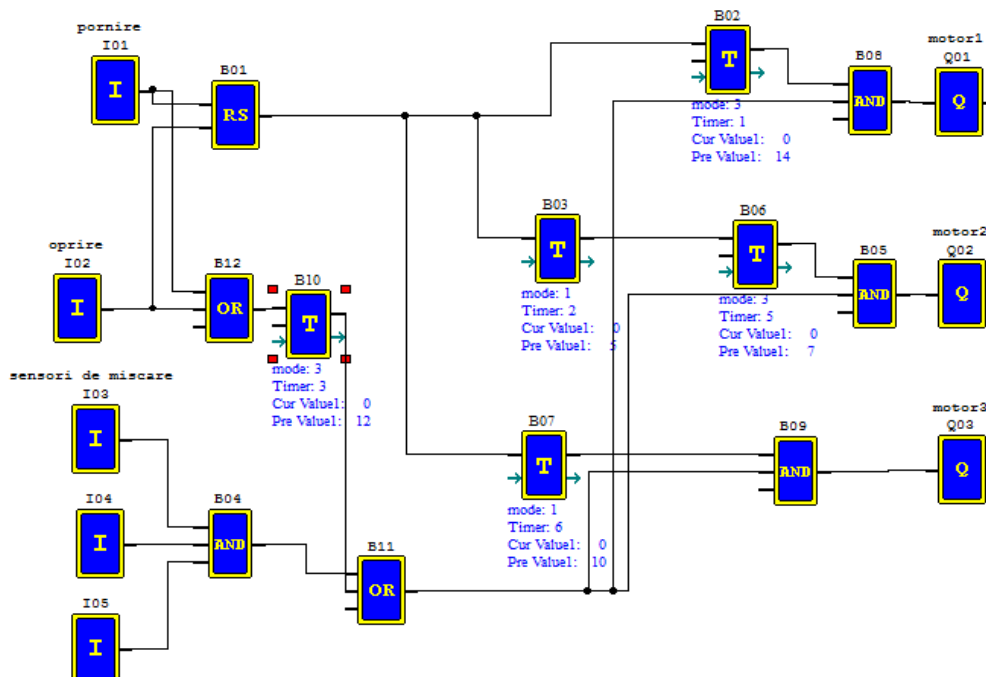 pornire
I01
I
B01
RS
B02
T
mode: 3
Timer: 1
Cur Value1: 0
Pre Value1: 14
B08
AND
motor1
Q01
Q
oprire
I02
I
B12
OR
B10
T
mode: 3
Timer: 3
Cur Value1: 0
Pre Value1: 12
B03
T
mode: 1
Timer: 2
Cur Value1: 0
Pre Value1: 5
B06
T
mode: 3
Timer: 5
Cur Value1: 0
Pre Value1: 7
B05
AND
motor2
Q02
Q
sensori de miscare
I03
I
I04
I
I05
I
B04
AND
B11
OR
B07
T
mode: 1
Timer: 6
Cur Value1: 0
Pre Value1: 10
B09
AND
motor3
Q03
Q